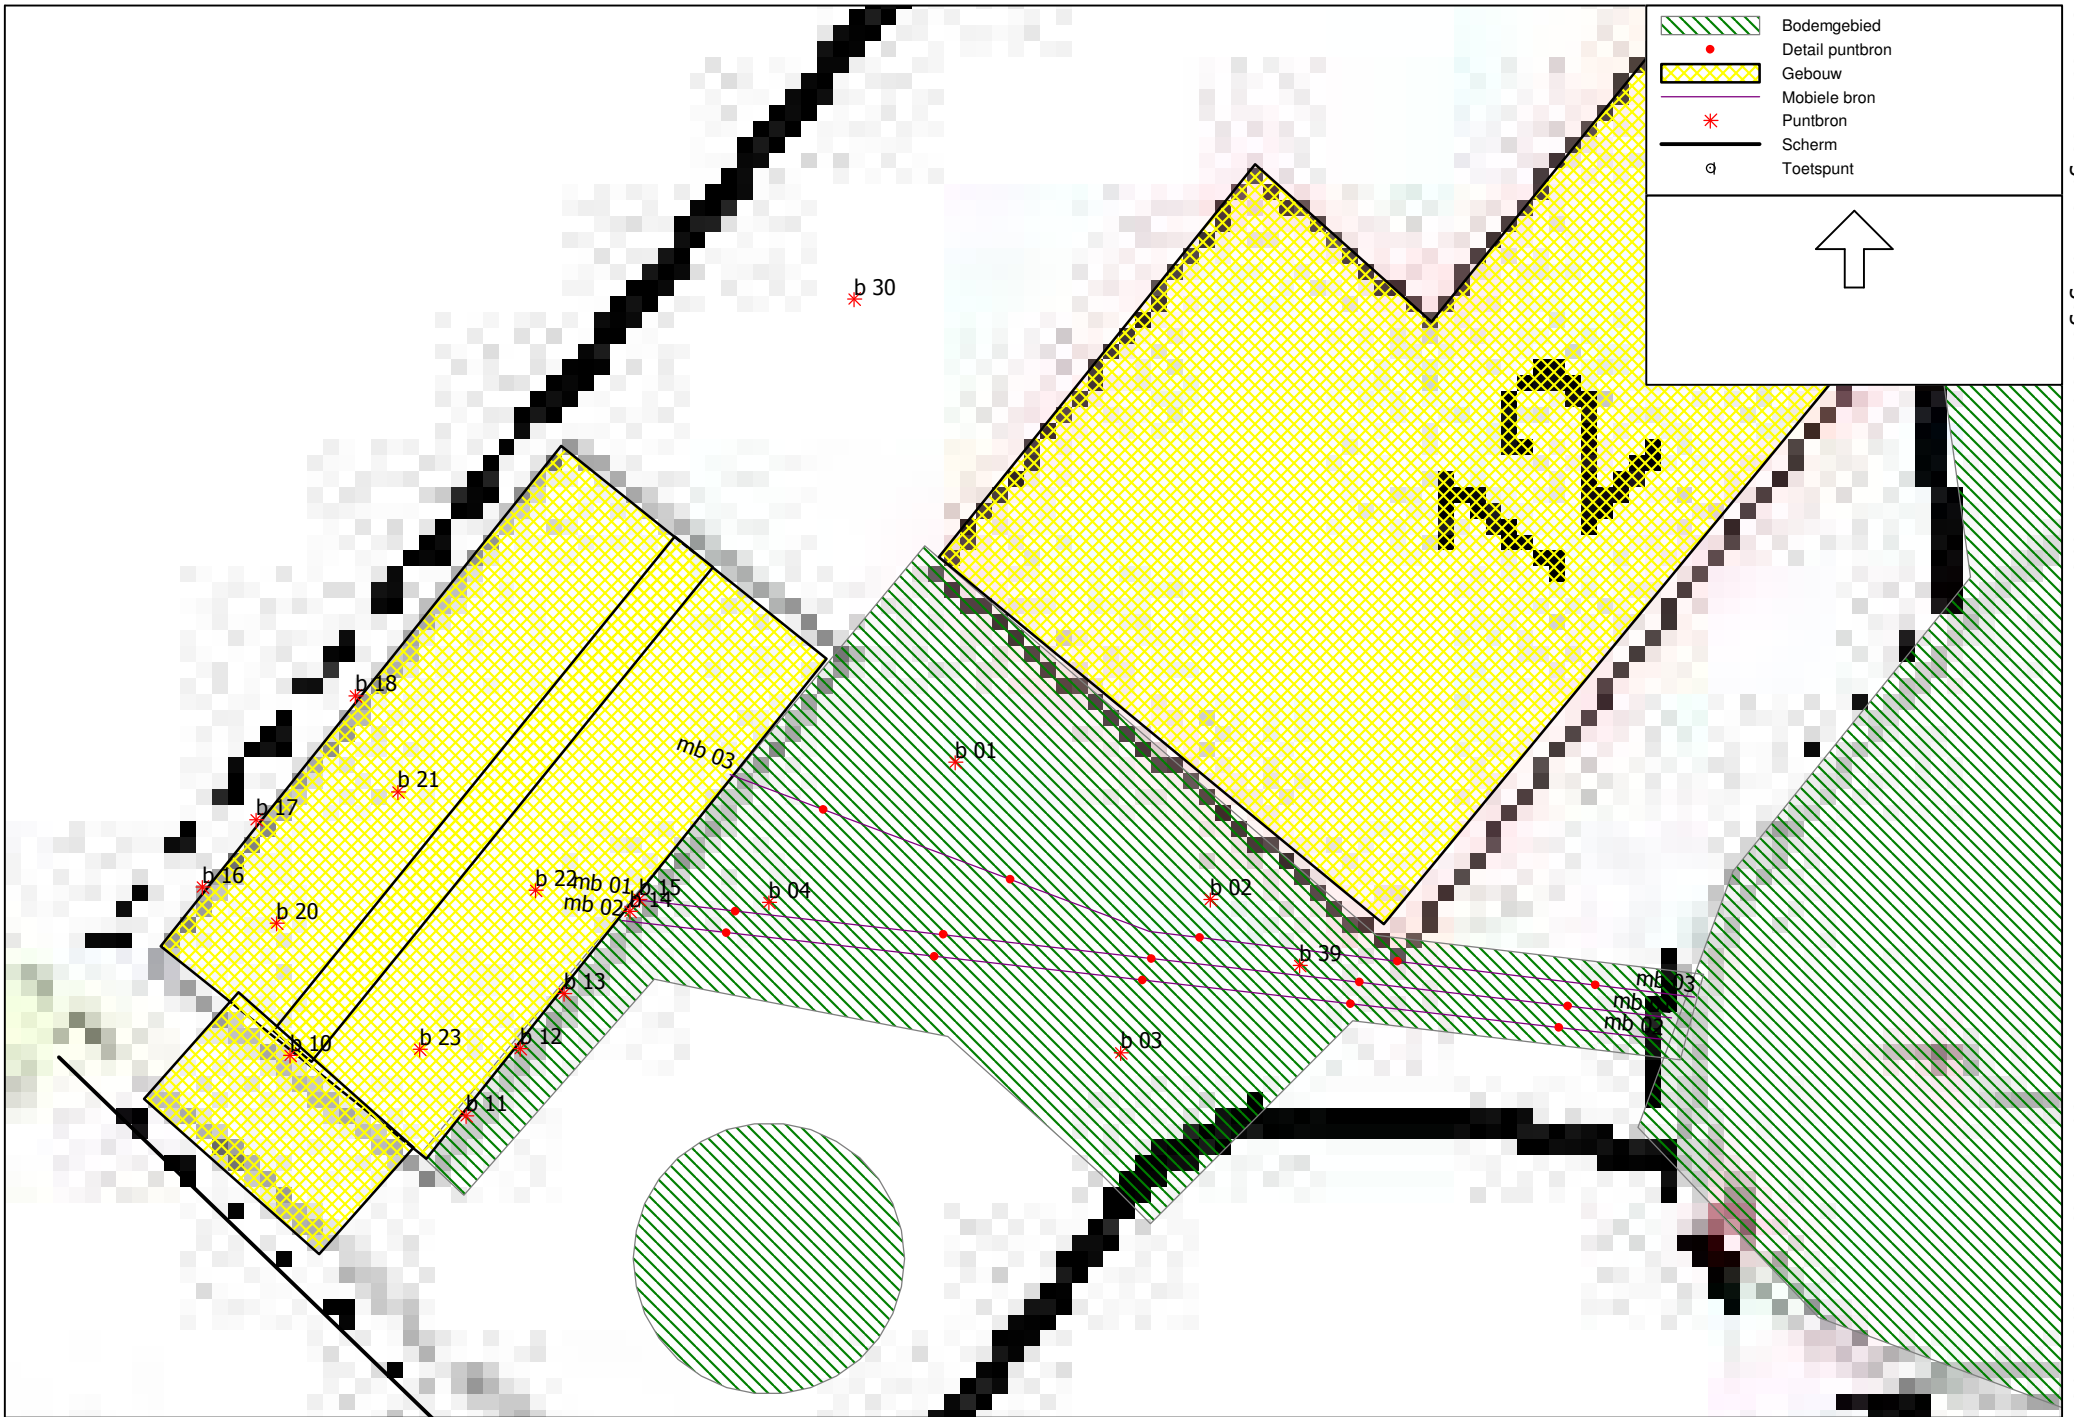 Bodemgebied
Detail puntbron
Gebouw
Mobiele bron
Puntbron
Scherm
Toetspunt
b 30
72
b 18
mb 03
b 01
b 21
b 17
b 16
b 22
mb 01
b 15
b 04
b 02
mb 02
b 14
b 20
b 39
b 13
mb 03
mb
b 10
b 23
b 12
b 03
mb 02
b 11